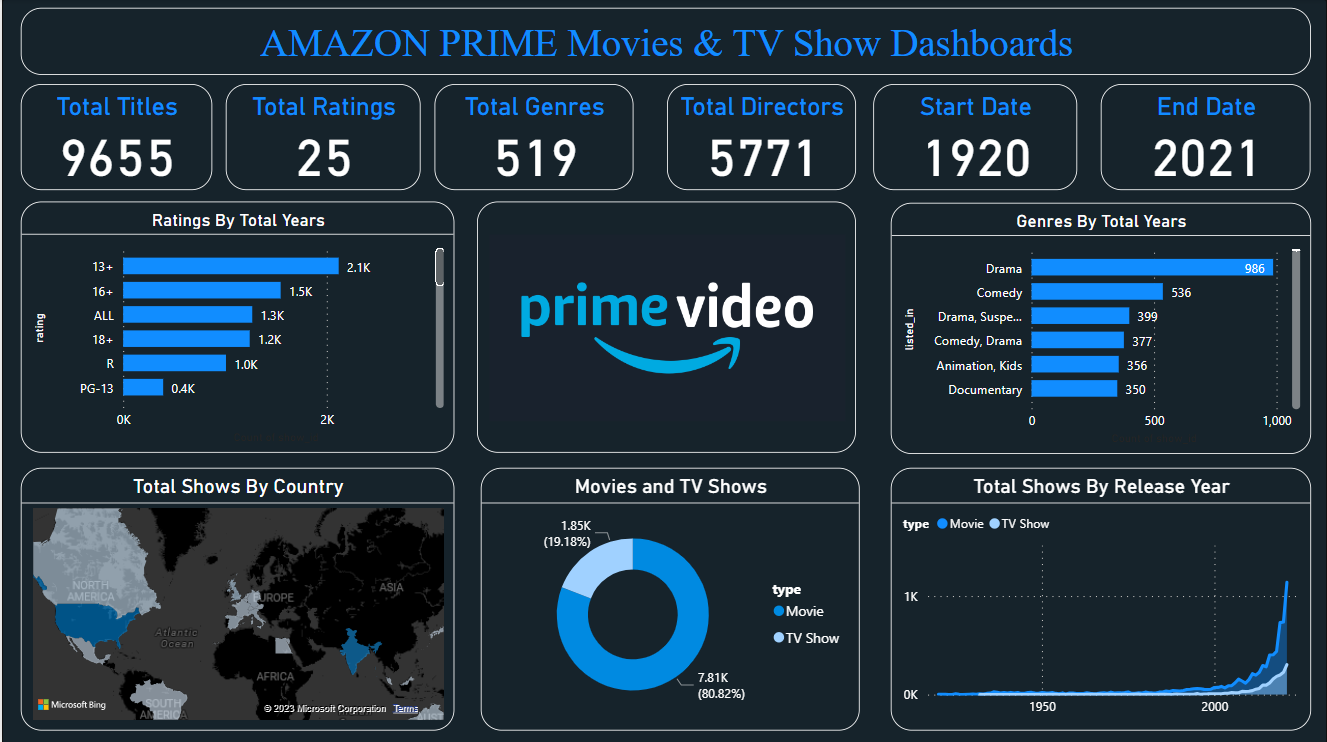 AMAZON PRIME Movies & TV Show Dashboards
Total Titles
9655
Total Ratings
25
Total Genres
519
Total Directors
5771
Start Date
1920
End Date
2021
Ratings By Total Years
rating
13+ 2.1K
16+ 1.5K
ALL 1.3K
18+ 1.2K
R 1.0K
PG-13 0.4K
0K 2K
prime video
Genres By Total Years
listed_in
Drama 986
Comedy 536
Drama, Suspe... 399
Comedy, Drama 377
Animation, Kids 356
Documentary 350
0 500 1,000
Total Shows By Country
NORTH
AMERICA
EUROPE
ASIA
Atlantic
Ocean
AFRICA
SOUTH
AMERICA
AUST
Microsoft Bing
© 2023 Microsoft Corporation Terms
Movies and TV Shows
1.85K
(19.18%)
type
Movie
TV Show
7.81K
(80.82%)
Total Shows By Release Year
type Movie TV Show
1K
0K
1950 2000